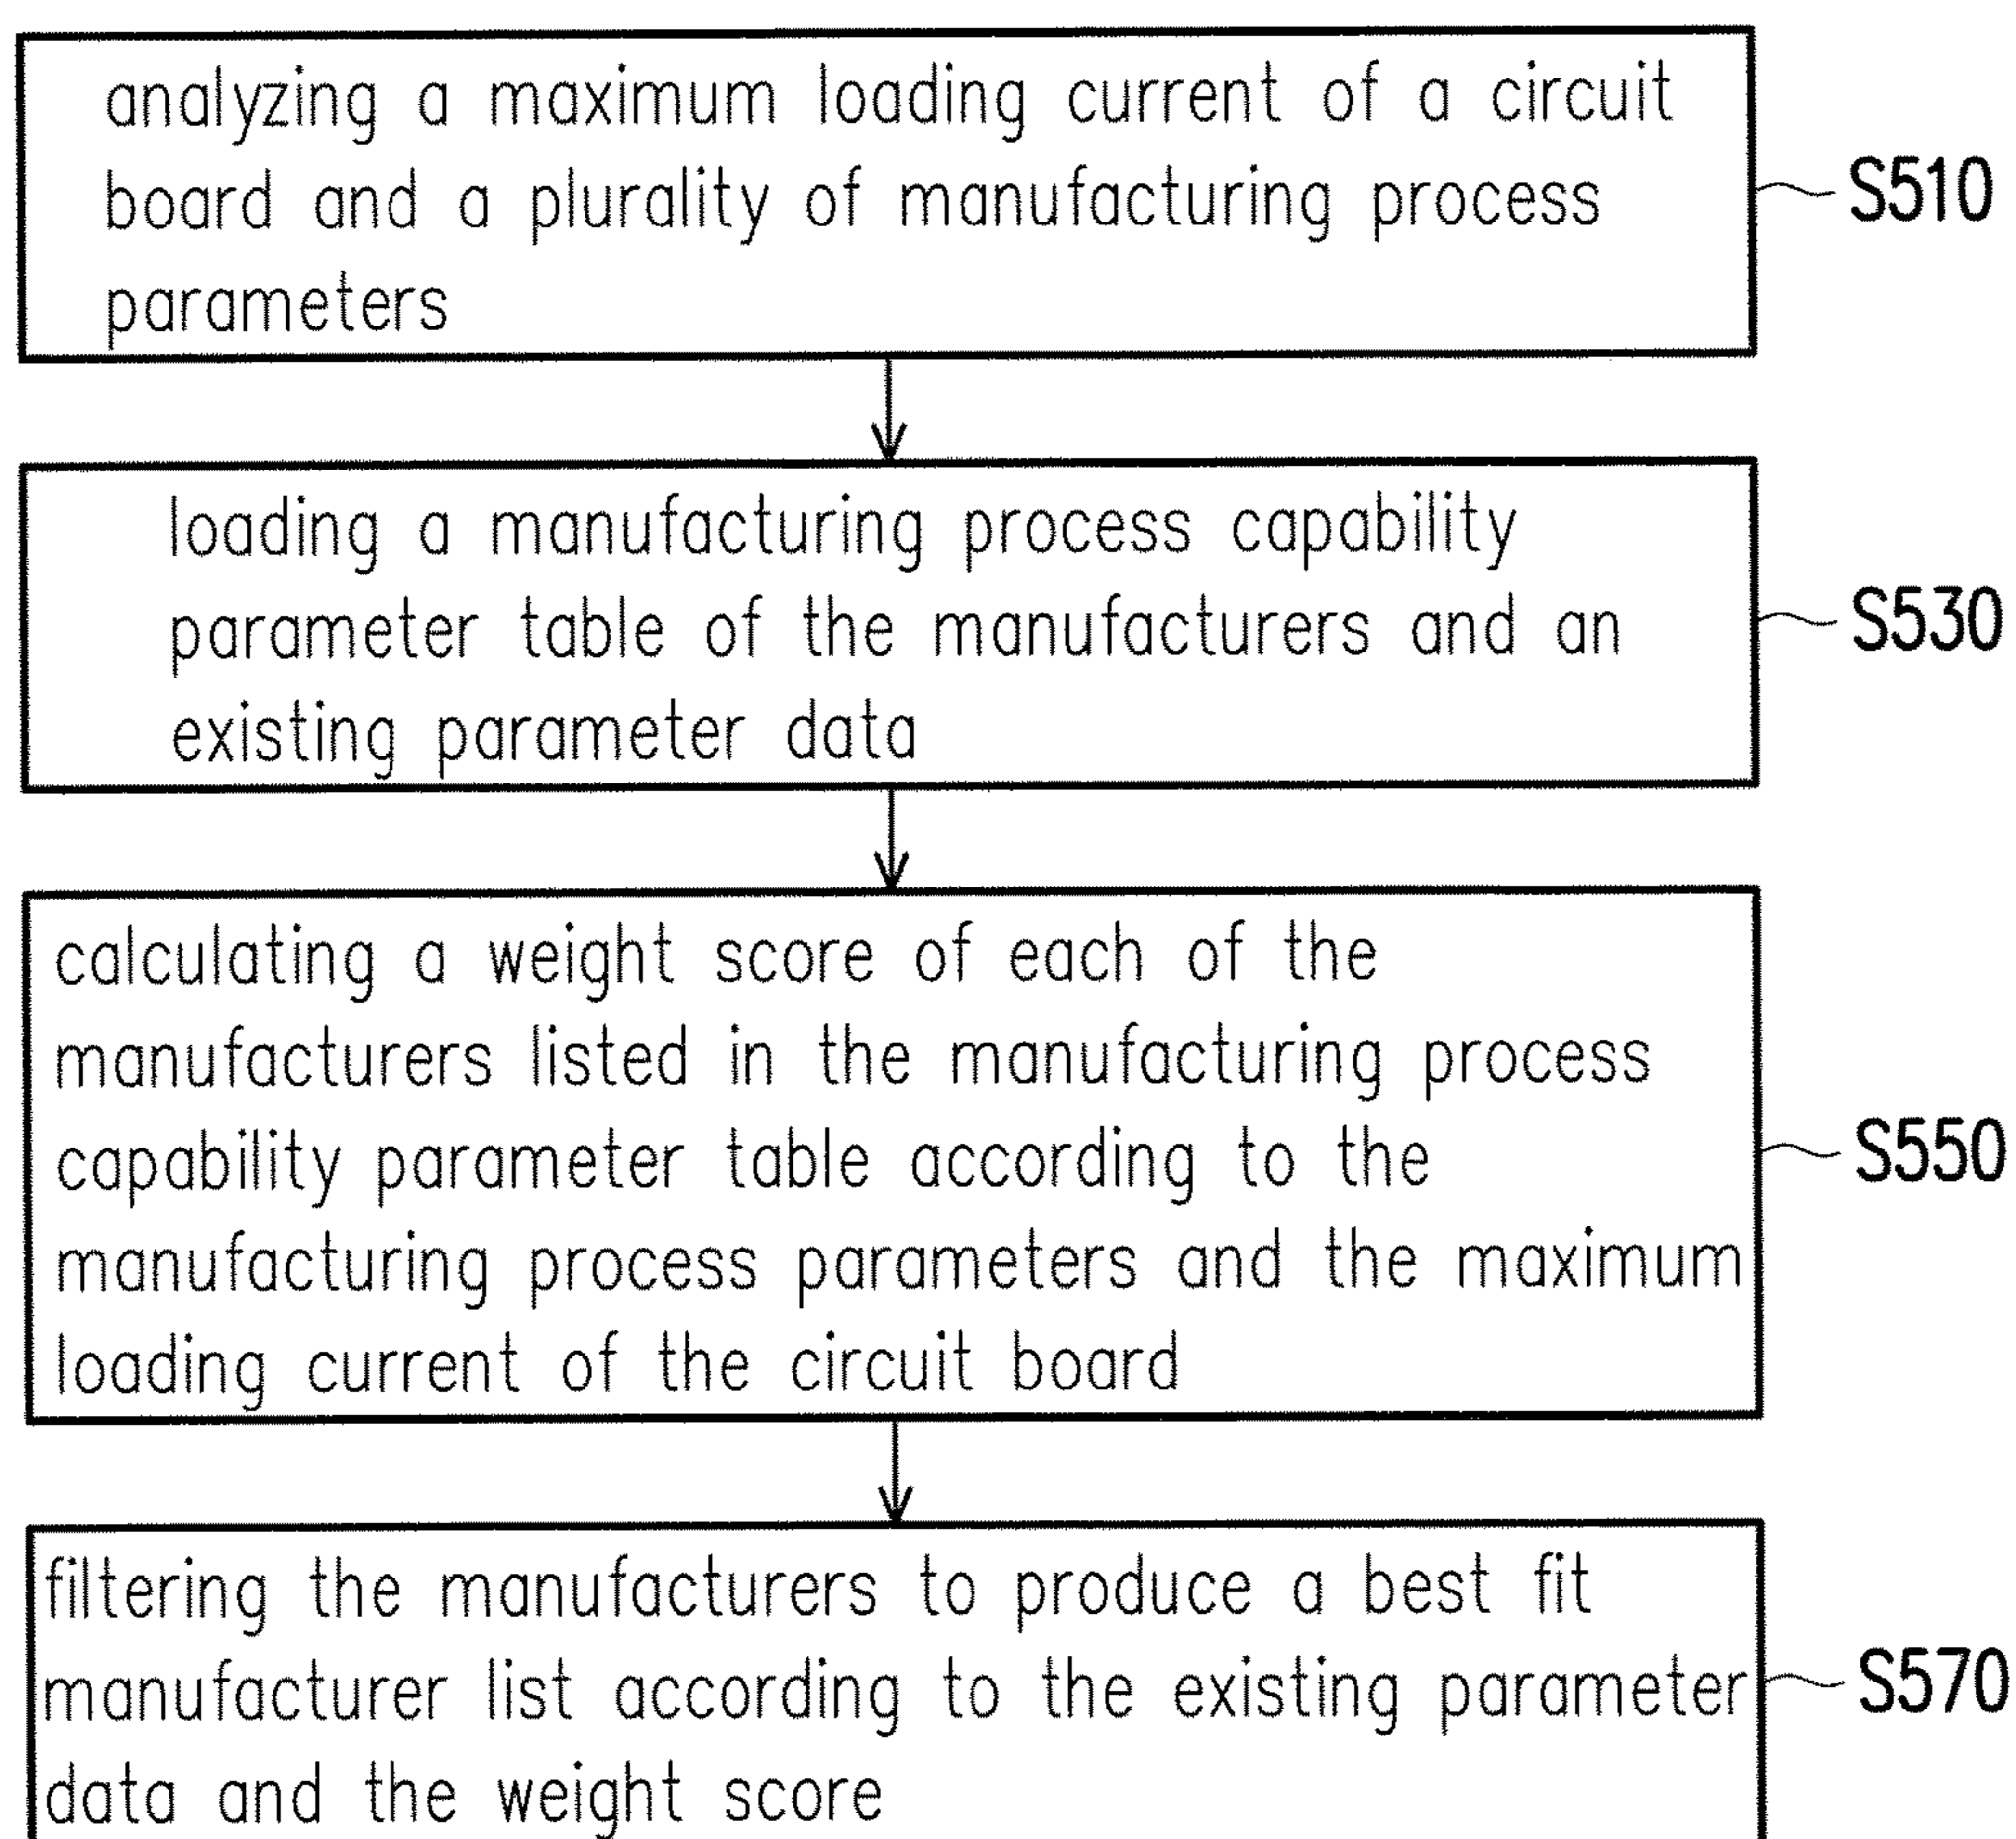 analyzing a maximum loading current of a circuit
board and a plurality of manufacturing process
parameters
S510
loading a manufacturing process capability
parameter table of the manufacturers and an
existing parameter data
S530
calculating a weight score of each of the
manufacturers listed in the manufacturing process
capability parameter table according to the
manufacturing process parameters and the maximum
loading current of the circuit board
S550
filtering the manufacturers to produce a best fit
manufacturer list according to the existing parameter
data and the weight score
S570